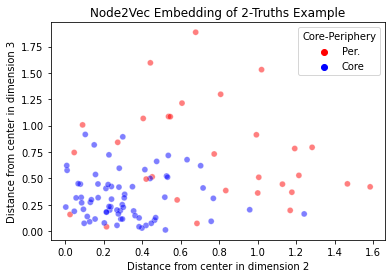 Node2Vec Embedding of 2-Truths Example
Core-Periphery
Per.
Core
Distance from center in dimension 3
1.75
1.50
1.25
1.00
0.75
0.50
0.25
0.00
0.0 0.2 0.4 0.6 0.8 1.0 1.2 1.4 1.6
Distance from center in dimension 2